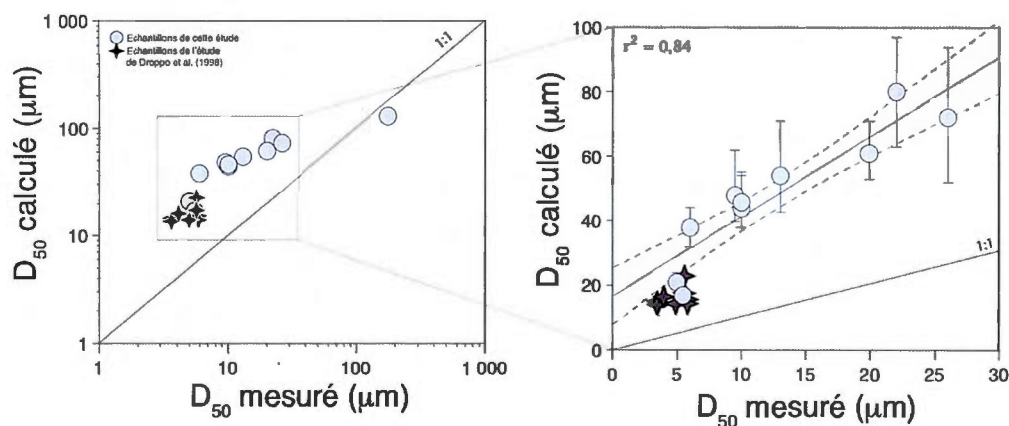 1 000
100
10
1
D50 calculé (μm)
Echantillons de cette étude
Echantillons de l'étude
de Droppo et al. (1998)
1:1
1
10
100
1 000
D50 mesuré (μm)
100
80
60
40
20
0
D50 calculé (μm)
r2 = 0,84
1:1
0
5
10
15
20
25
30
D50 mesuré (μm)